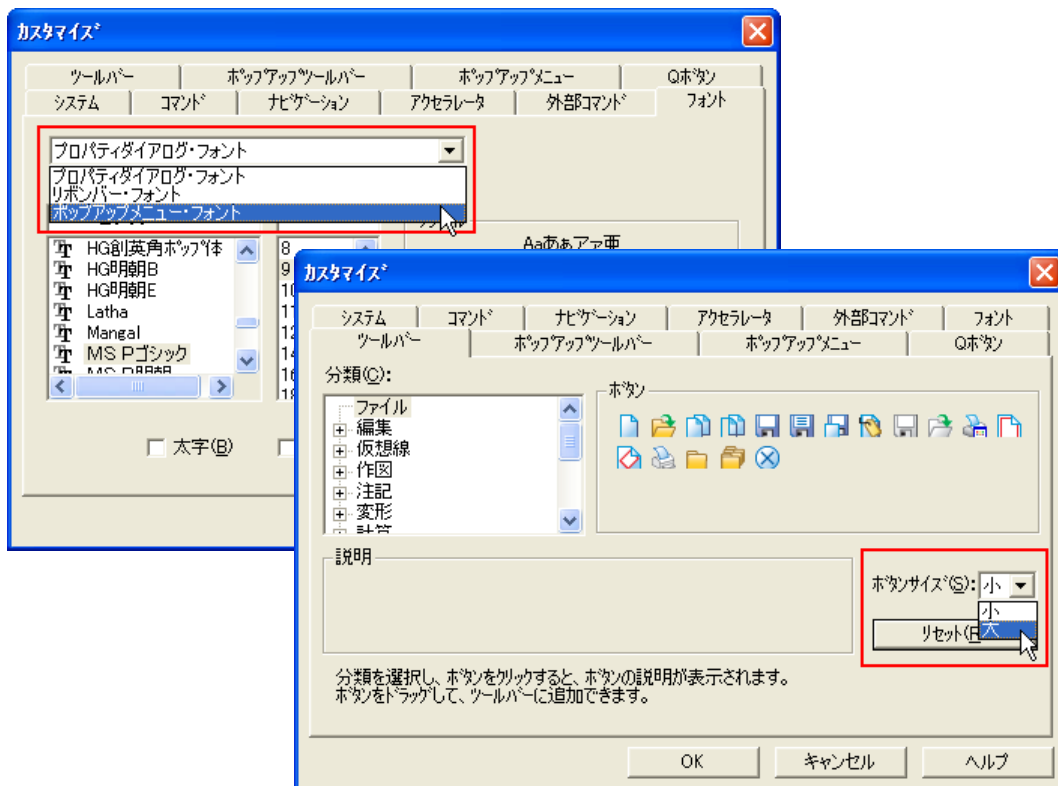 カスタマイズ
ツールバー ポップアップツールバー ポップアップメニュー Qボタン
システム コマンド ナビゲーション アクセラレータ 外部コマンド フォント
プロパティダイアログ・フォント
プロパティダイアログ・フォント
リボンバー・フォント
ポップアップメニュー・フォント
Aaあぁアァ亜
HG創英角ポップ体
HG明朝B
HG明朝E
Latha
Mangal
MS Pゴシック
MS P明朝
8
9
太字(B)
カスタマイズ
システム コマンド ナビゲーション アクセラレータ 外部コマンド フォント
ツールバー ポップアップツールバー ポップアップメニュー Qボタン
分類(C):
ファイル
編集
仮想線
作図
注記
変形
計算
ボタン
説明
ボタンサイズ(S): 小
小
大
リセット(R
分類を選択し、ボタンをクリックすると、ボタンの説明が表示されます。
ボタンをドラッグして、ツールバーに追加できます。
OK キャンセル ヘルプ